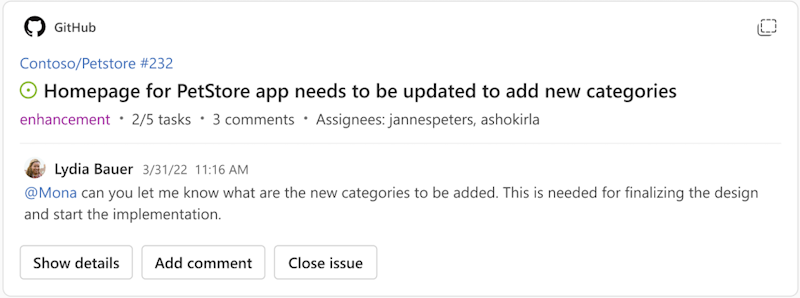 GitHub
Contoso/Petstore #232
Homepage for PetStore app needs to be updated to add new categories
enhancement • 2/5 tasks • 3 comments • Assignees: jannespeters, ashokirla
Lydia Bauer 3/31/22 11:16 AM
@Mona can you let me know what are the new categories to be added. This is needed for finalizing the design
and start the implementation.
Show details Add comment Close issue